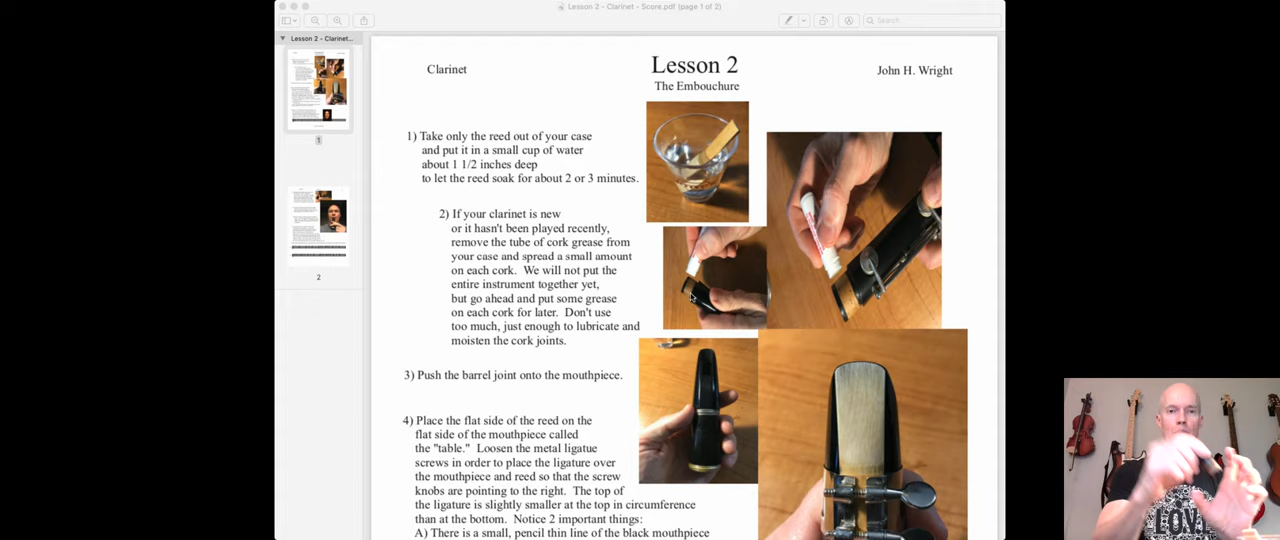 Lesson 2 - Clarinet - Score.pdf (page 1 of 2)
Search
Lesson 2 - Clarinet...
1
2
Clarinet
Lesson 2
John H. Wright
The Embouchure
1) Take only the reed out of your case
and put it in a small cup of water
about 1 1/2 inches deep
to let the reed soak for about 2 or 3 minutes.
2) If your clarinet is new
or it hasn't been played recently,
remove the tube of cork grease from
your case and spread a small amount
on each cork. We will not put the
entire instrument together yet,
but go ahead and put some grease
on each cork for later. Don't use
too much, just enough to lubricate and
moisten the cork joints.
3) Push the barrel joint onto the mouthpiece.
4) Place the flat side of the reed on the
flat side of the mouthpiece called
the "table." Loosen the metal ligatue
screws in order to place the ligature over
the mouthpiece and reed so that the screw
knobs are pointing to the right. The top of
the ligature is slightly smaller at the top in circumference
than at the bottom. Notice 2 important things:
A) There is a small, pencil thin line of the black mouthpiece
LOVE